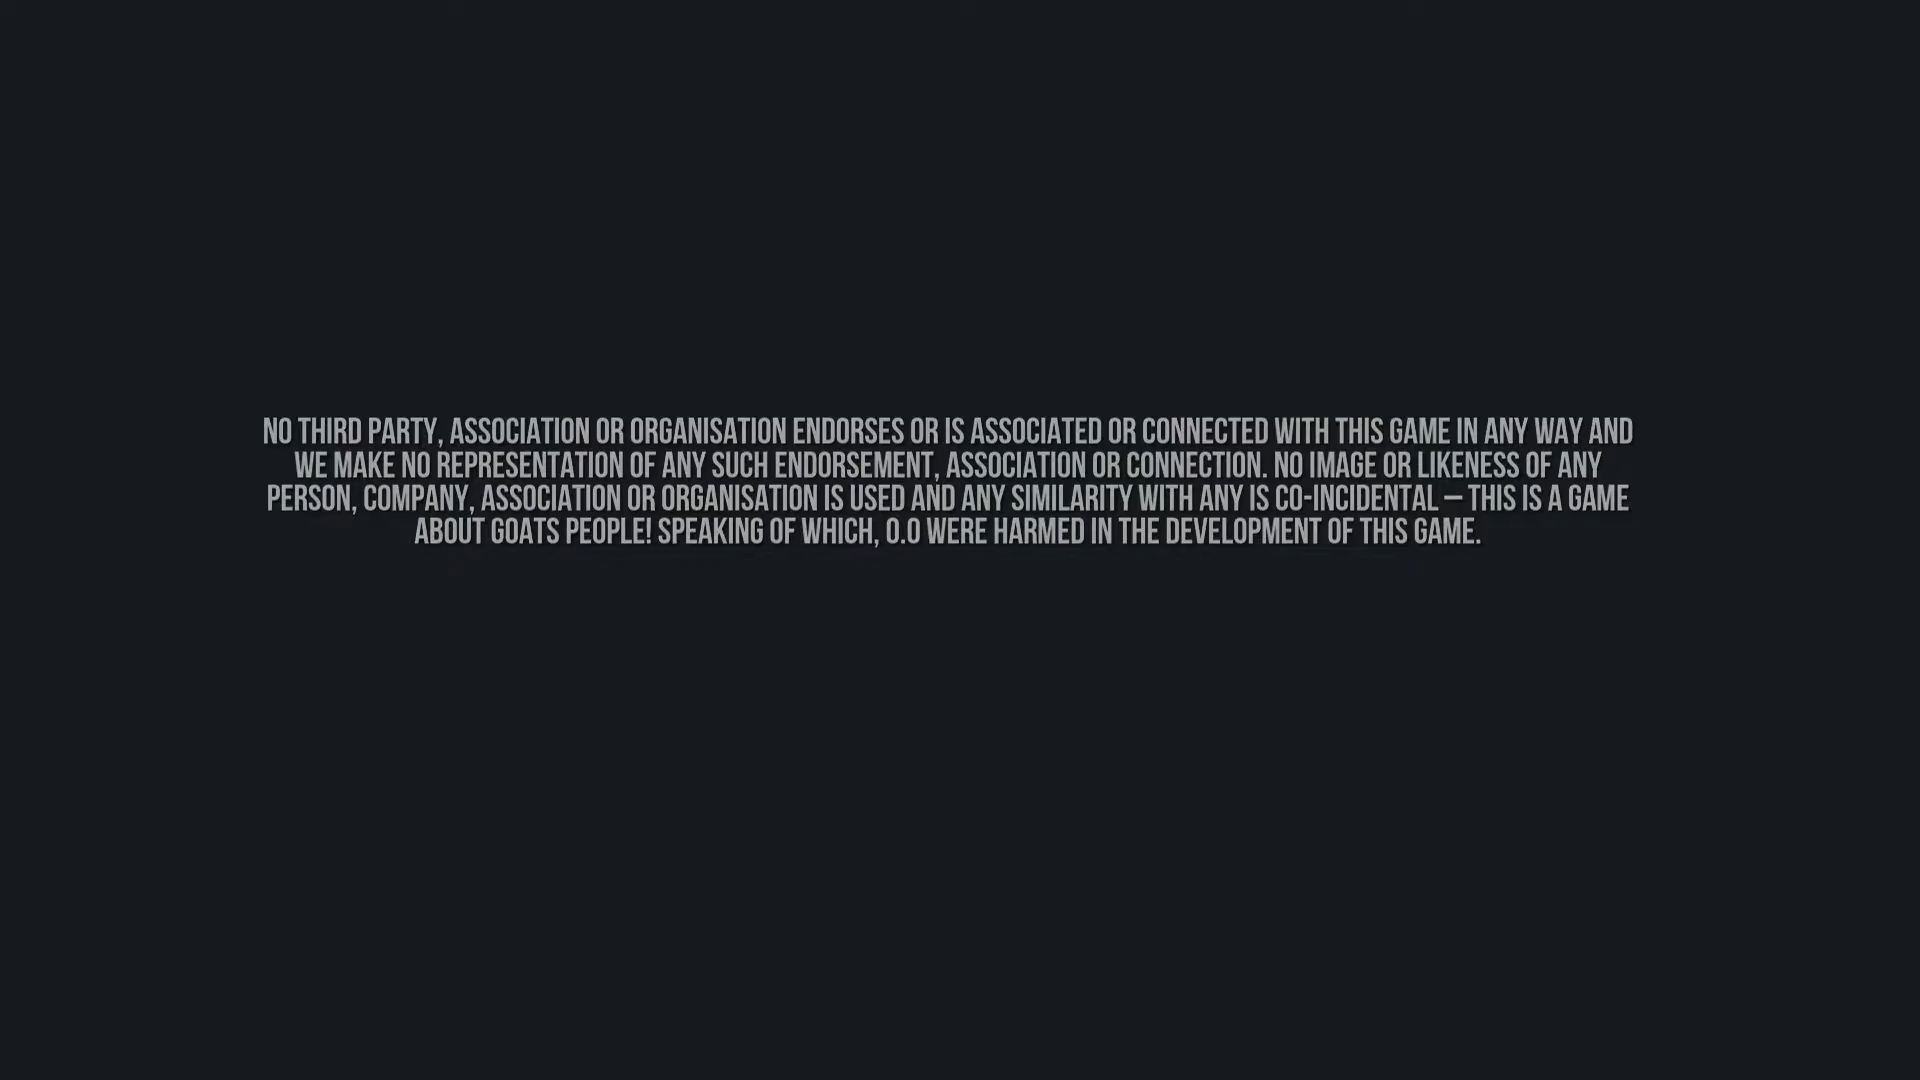 NO THIRD PARTY, ASSOCIATION OR ORGANISATION ENDORSES OR IS ASSOCIATED OR CONNECTED WITH THIS GAME IN ANY WAY AND
WE MAKE NO REPRESENTATION OF ANY SUCH ENDORSEMENT, ASSOCIATION OR CONNECTION. NO IMAGE OR LIKENESS OF ANY
PERSON, COMPANY, ASSOCIATION OR ORGANISATION IS USED AND ANY SIMILARITY WITH ANY IS CO-INCIDENTAL – THIS IS A GAME
ABOUT GOATS PEOPLE! SPEAKING OF WHICH, 0.0 WERE HARMED IN THE DEVELOPMENT OF THIS GAME.